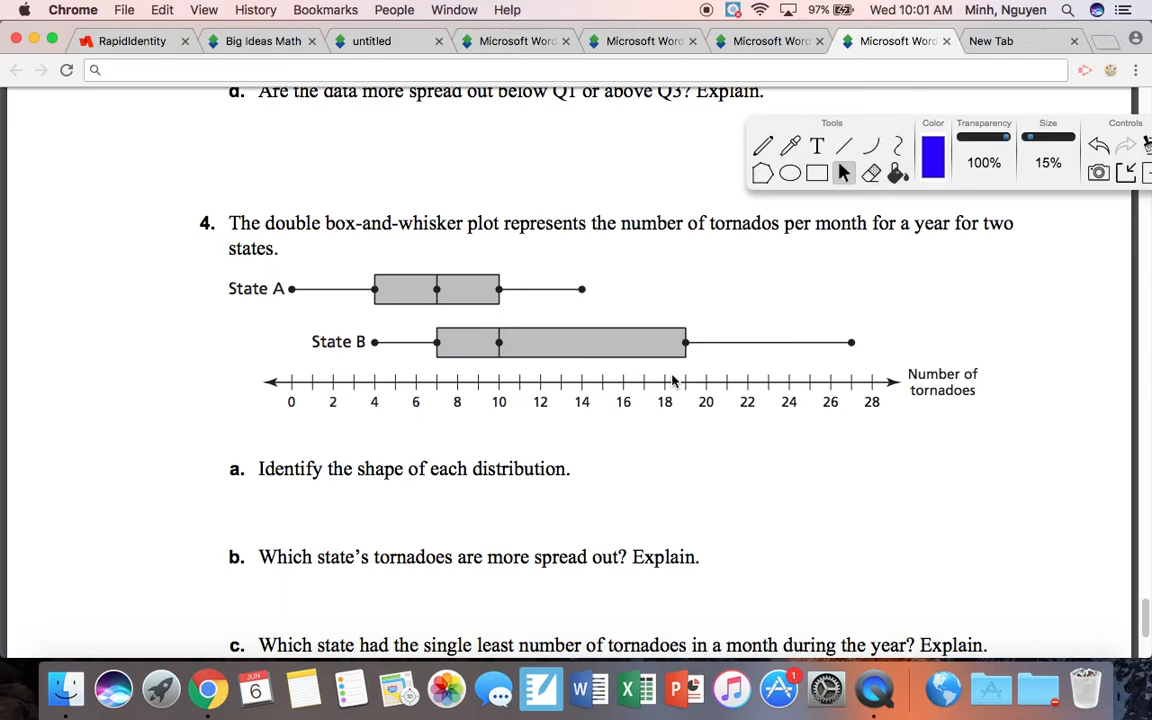 Chrome File Edit View History Bookmarks People Window Help 97% Wed 10:01 AM Minh, Nguyen
RapidIdentity Big Ideas Math untitled Microsoft Word Microsoft Word Microsoft Word Microsoft Word New Tab
d. Are the data more spread out below Q1 or above Q3? Explain.
Tools Color Transparency Size Controls
T
100% 15%
4. The double box-and-whisker plot represents the number of tornados per month for a year for two
states.
State A
State B
Number of
tornadoes
0 2 4 6 8 10 12 14 16 18 20 22 24 26 28
a. Identify the shape of each distribution.
b. Which state’s tornadoes are more spread out? Explain.
c. Which state had the single least number of tornadoes in a month during the year? Explain.
JUN
6
1